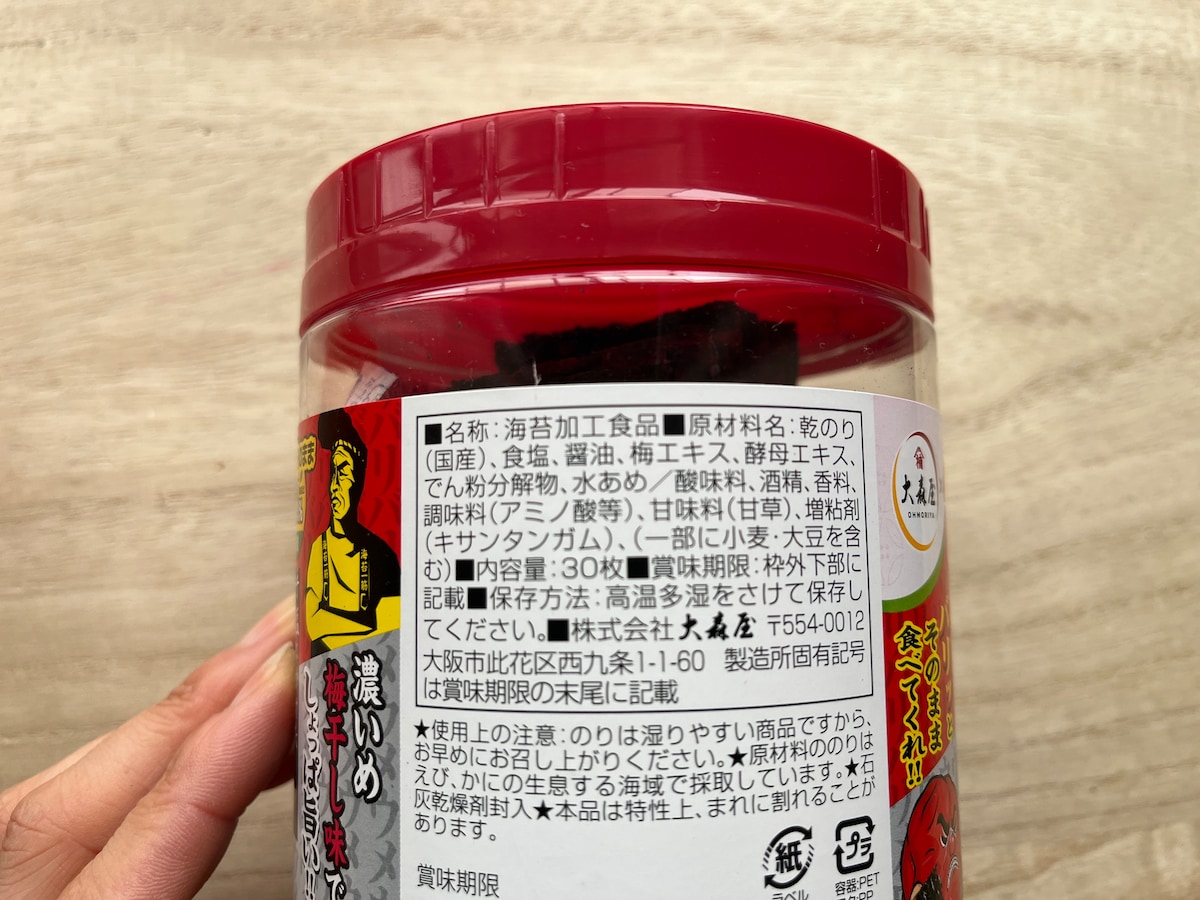 ■名称：海苔加工食品■原材料名：乾のり
(国産)、食塩、醤油、梅エキス、酵母エキス、
でん粉分解物、水あめ／酸味料、酒精、香料、
調味料(アミノ酸等)、甘味料(甘草)、増粘剤
(キサンタンガム)、(一部に小麦・大豆を含
む)■内容量：30枚■賞味期限：枠外下部に
記載■保存方法：高温多湿をさけて保存し
てください。■株式会社大森屋 〒554-0012
大阪市此花区西九条1-1-60 製造所固有記号
は賞味期限の末尾に記載
★使用上の注意：のりは湿りやすい商品ですから、
お早めにお召し上がりください。★原材料ののりは
えび、かにの生息する海域で採取しています。★石
灰乾燥剤封入★本品は特性上、まれに割れることが
あります。
賞味期限
紙
ラベル
プラ
容器:PET
濃いめ
梅干し味で
しょっぱ旨い!!
大森屋
OHMORIYA
そのまま
食べてくれ!!